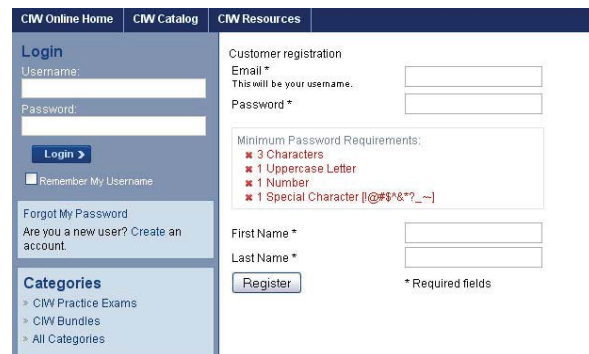 CIW Online Home CIW Catalog CIW Resources
Login
Username:
Password:
Login
Remember My Username
Forgot My Password
Are you a new user? Create an
account.
Categories
» CIW Practice Exams
» CIW Bundles
» All Categories
Customer registration
Email *
This will be your username.
Password *
Minimum Password Requirements:
✖ 3 Characters
✖ 1 Uppercase Letter
✖ 1 Number
✖ 1 Special Character [!@#$^&*?_~]
First Name *
Last Name *
Register * Required fields